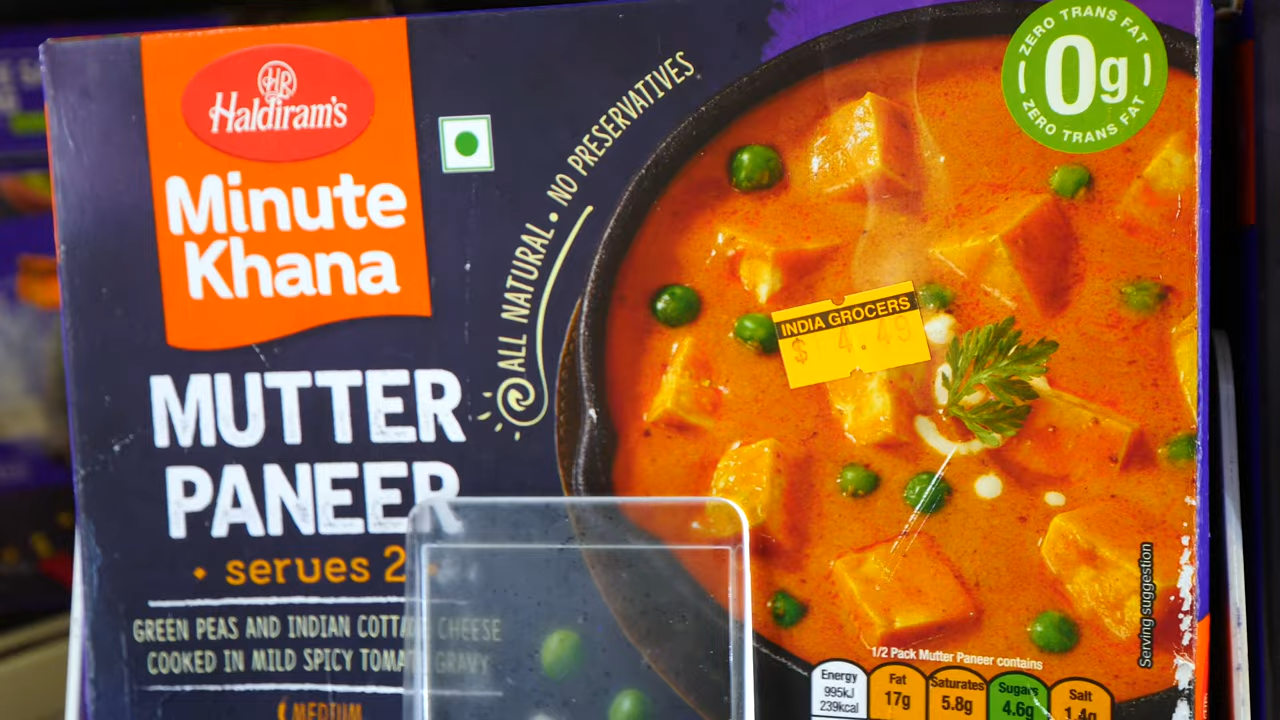 HR
Haldiram's
Minute
Khana
ALL NATURAL • NO PRESERVATIVES
ZERO TRANS FAT
0g
ZERO TRANS FAT
INDIA GROCERS
$ 4.49
MUTTER
PANEER
serves 2
GREEN PEAS AND INDIAN COTTAGE CHEESE
COOKED IN MILD SPICY TOMATO GRAVY
MEDIUM
Serving suggestion
1/2 Pack Mutter Paneer contains
Energy
995kJ
239kcal
Fat
17g
Saturates
5.8g
Sugars
4.6g
Salt
1.4g